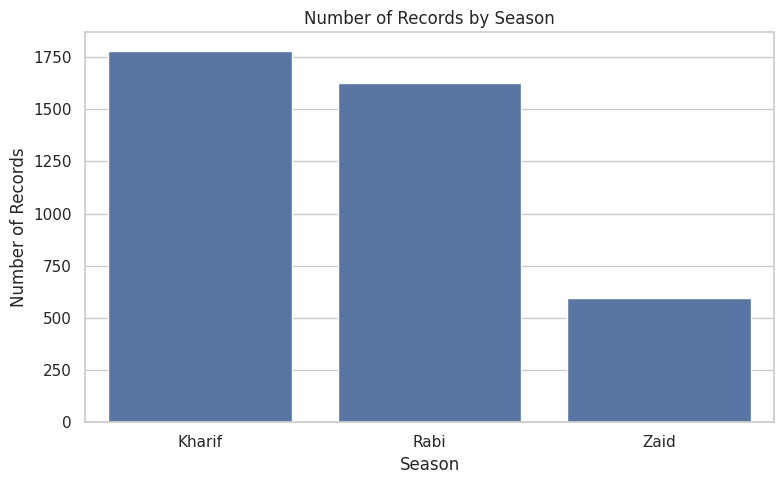 Number of Records by Season
Number of Records
1750
1500
1250
1000
750
500
250
0
Kharif
Rabi
Zaid
Season